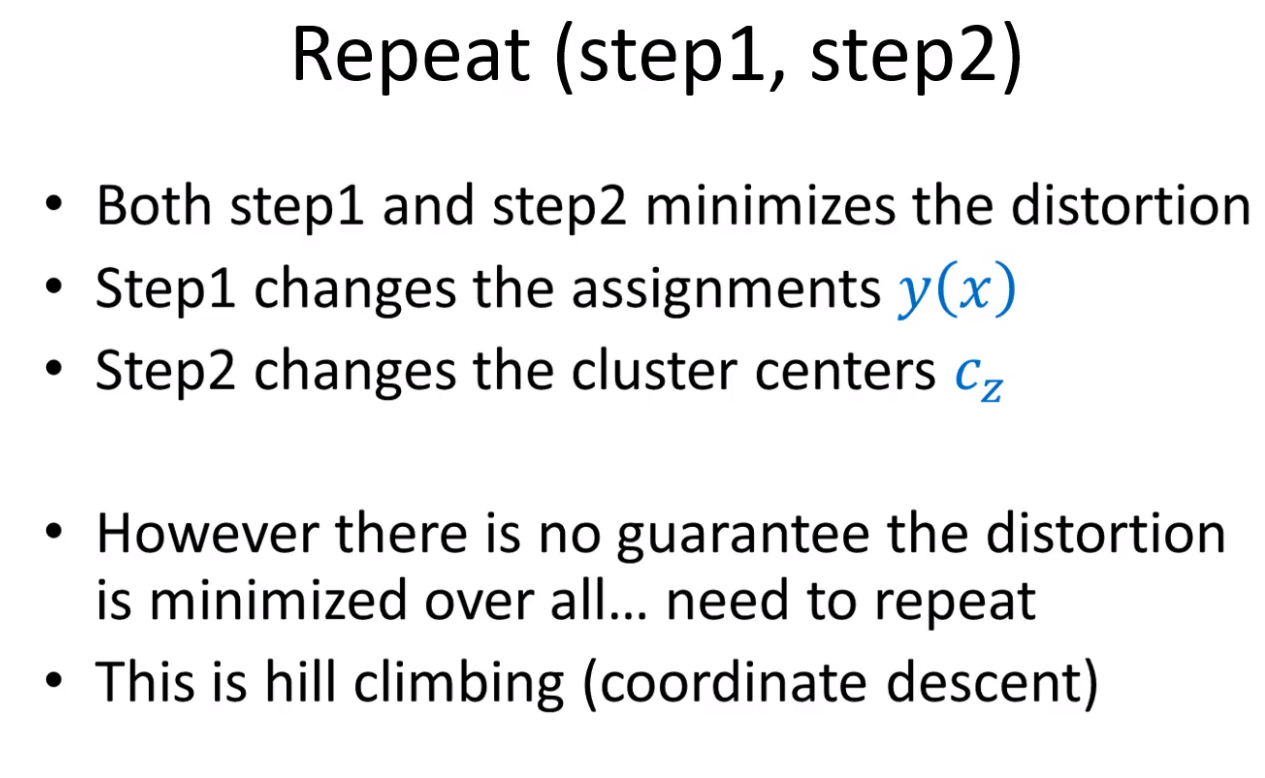 Repeat (step1, step2)
• Both step1 and step2 minimizes the distortion
• Step1 changes the assignments y(x)
• Step2 changes the cluster centers c_z
• However there is no guarantee the distortion
is minimized over all... need to repeat
• This is hill climbing (coordinate descent)